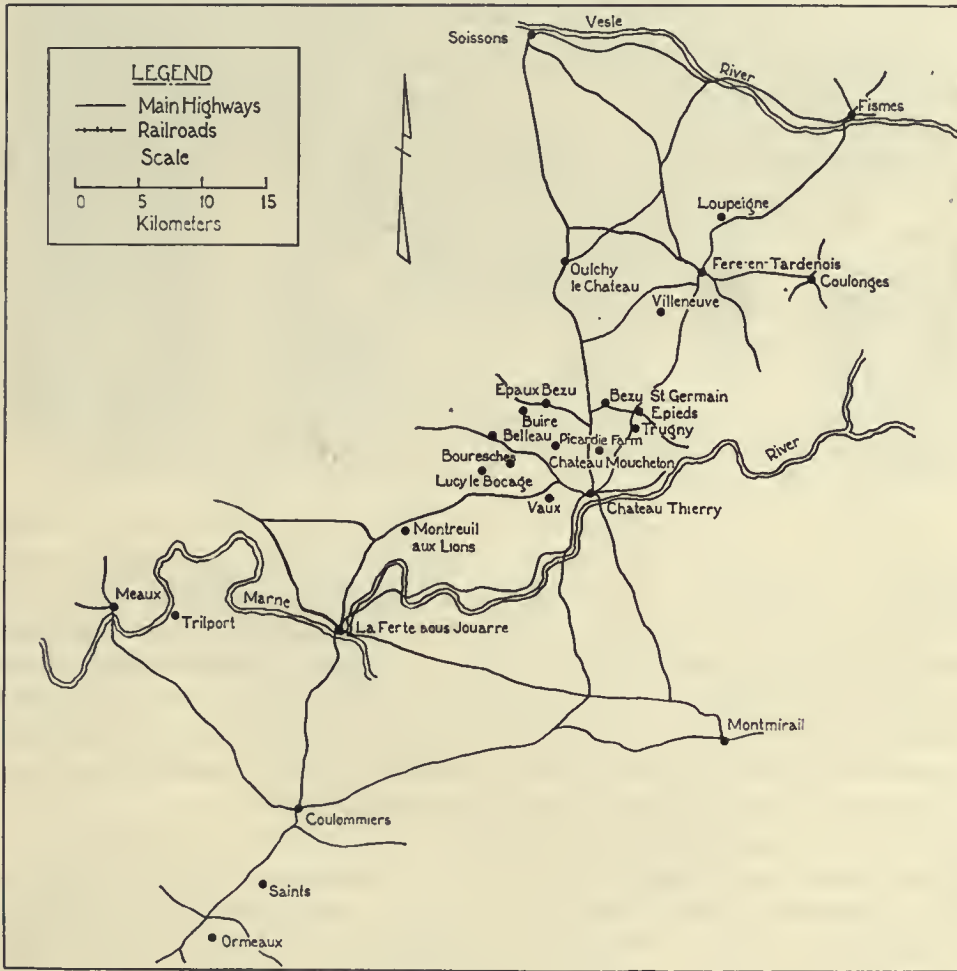 Vesle
Soissons
River
Fismes
LEGEND
Main Highways
Railroads
Scale
0 5 10 15
Kilometers
Loupeigne
Oulchy
le Chateau
Fere-en-Tardenois
Coulonges
Villeneuve
Epaux Bezu
Bezu St Germain
Buire
Epieds
Belleau
Trugny
Picardie Farm
Bouresches
Chateau Moucheton
River
Lucy le Bocage
Vaux
Chateau Thierry
Montreuil
aux Lions
Meaux
Marne
Trilport
La Ferte sous Jouarre
Montmirail
Coulommiers
Saints
Ormeaux